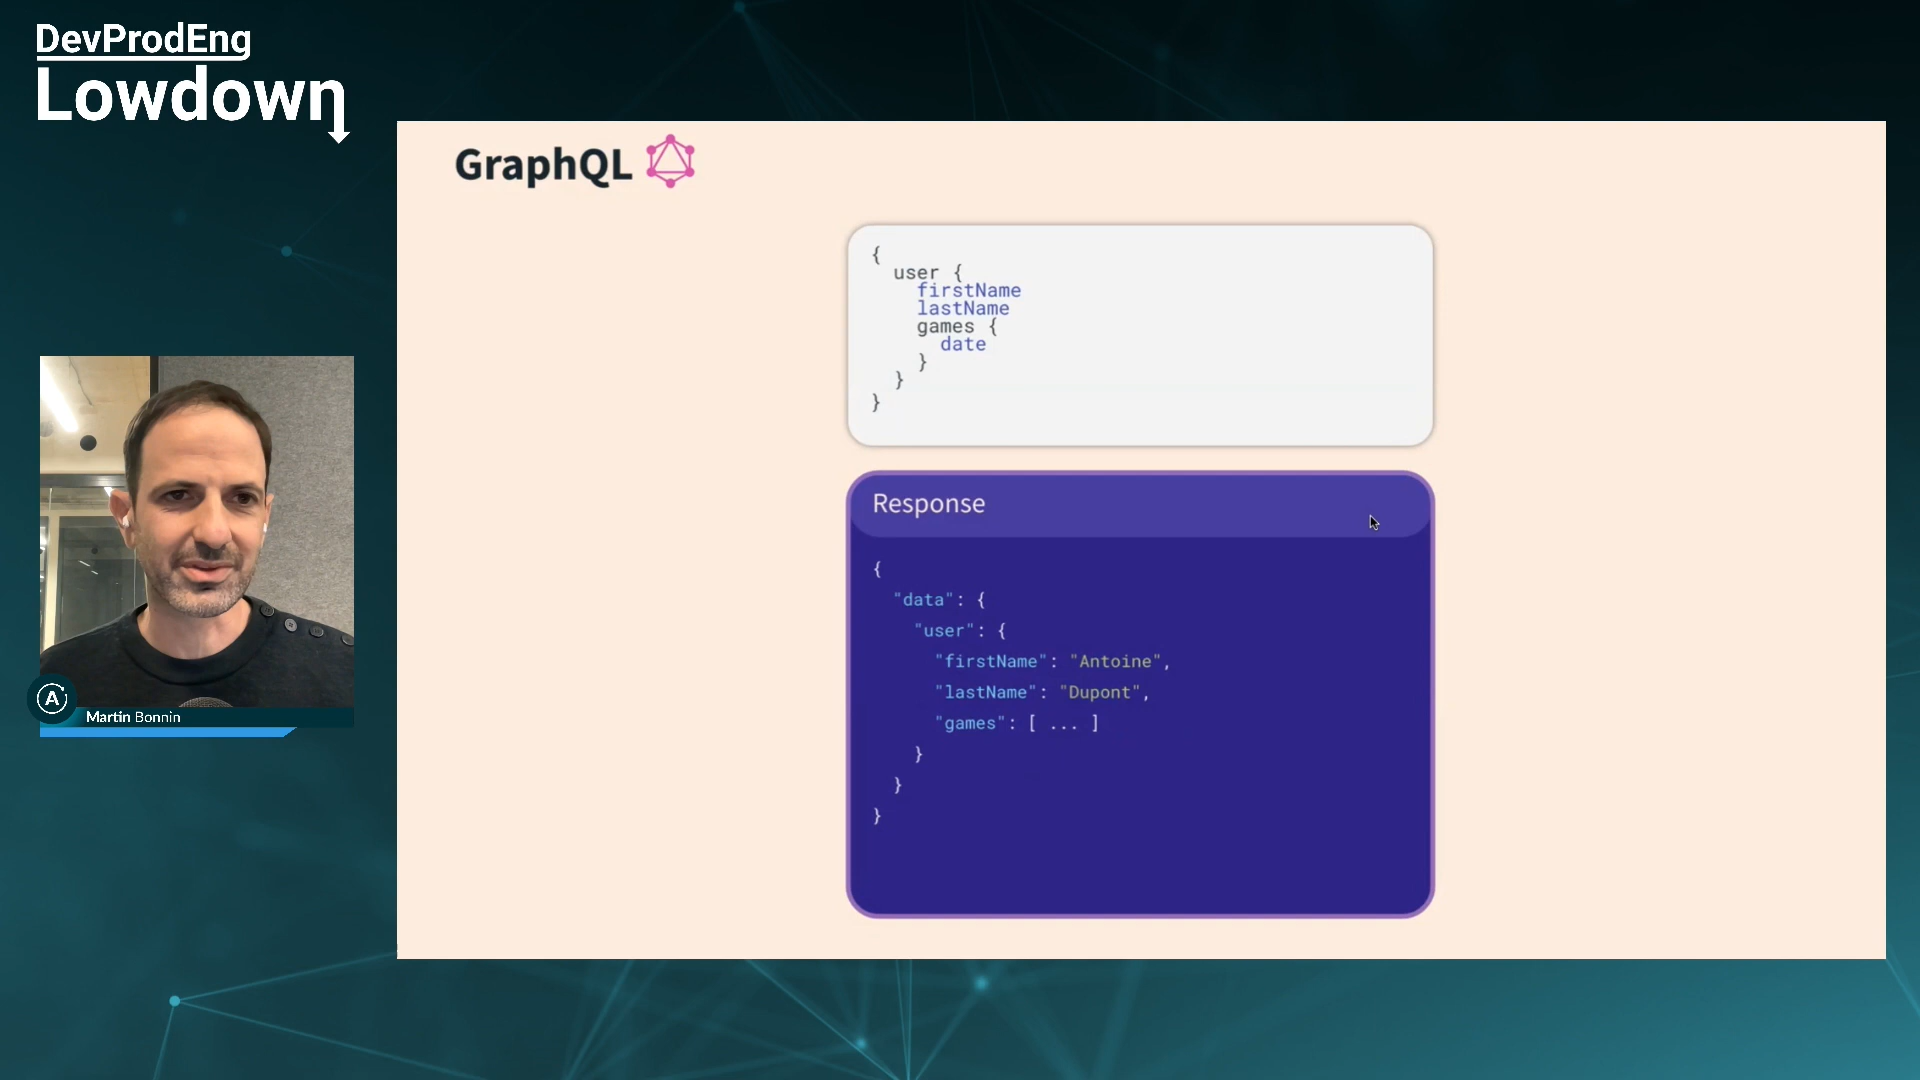 DevProdEng
Lowdown
GraphQL
{
user {
firstName
lastName
games {
date
}
}
}
Response
{
"data": {
"user": {
"firstName": "Antoine",
"lastName": "Dupont",
"games": [ ... ]
}
}
}
A
Martin Bonnin